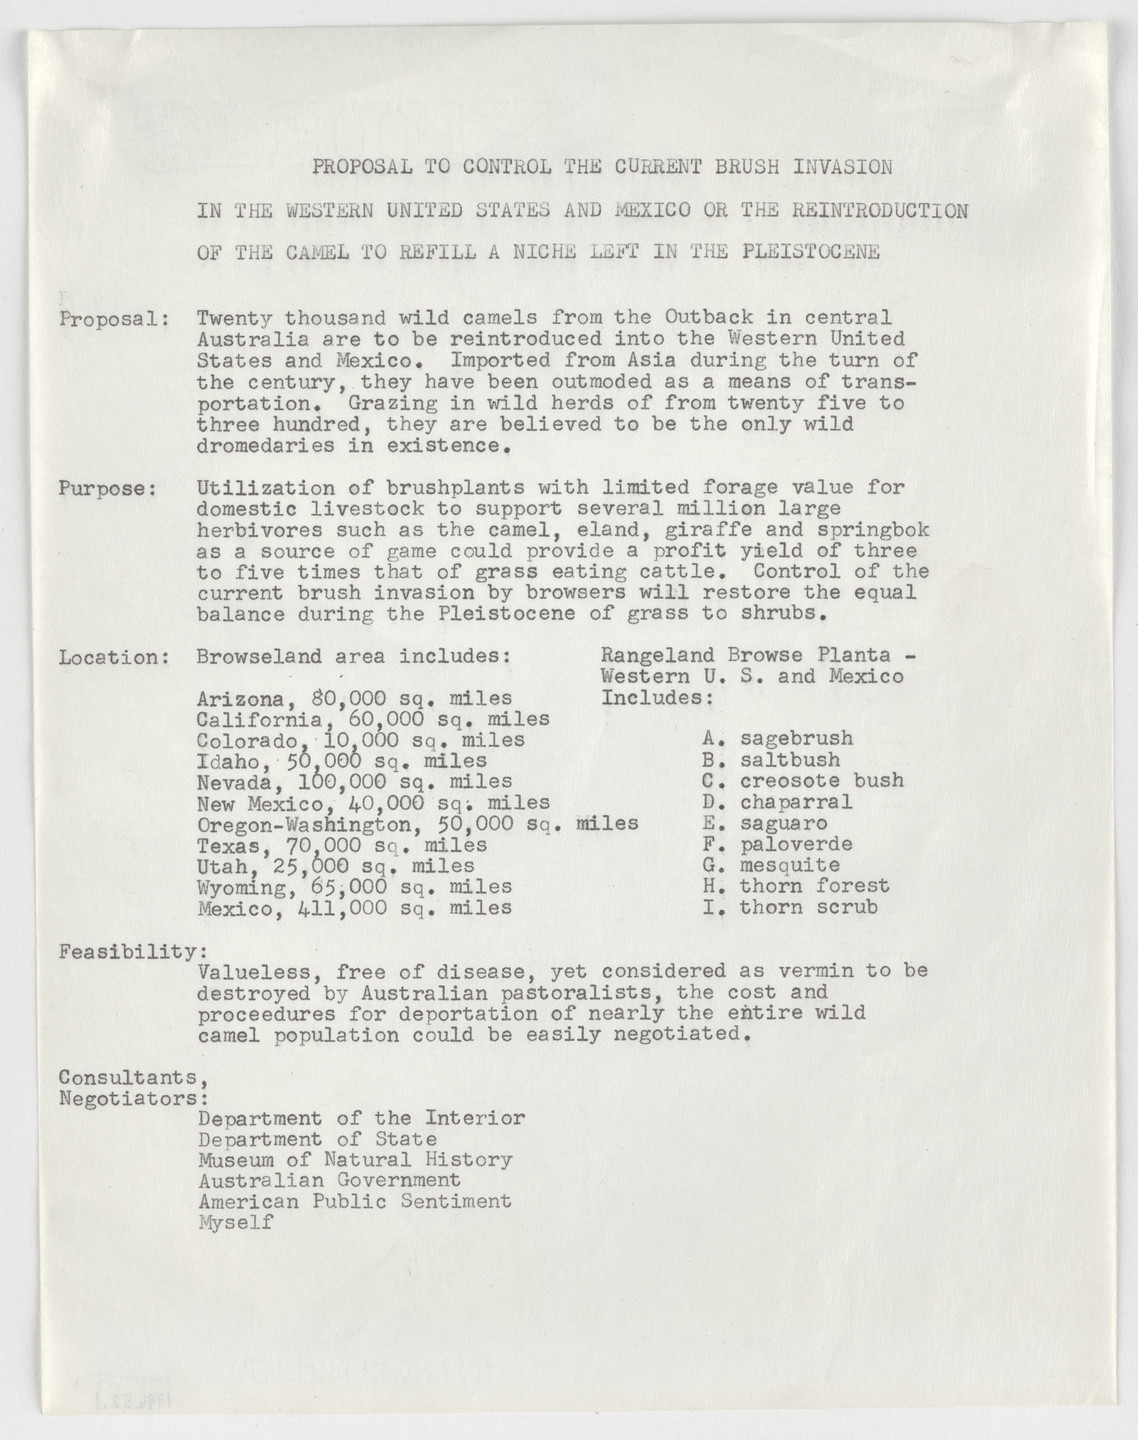 PROPOSAL TO CONTROL THE CURRENT BRUSH INVASION
IN THE WESTERN UNITED STATES AND MEXICO OR THE REINTRODUCTION
OF THE CAMEL TO REFILL A NICHE LEFT IN THE PLEISTOCENE
Proposal: Twenty thousand wild camels from the Outback in central
Australia are to be reintroduced into the Western United
States and Mexico. Imported from Asia during the turn of
the century, they have been outmoded as a means of trans-
portation. Grazing in wild herds of from twenty five to
three hundred, they are believed to be the only wild
dromedaries in existence.
Purpose: Utilization of brushplants with limited forage value for
domestic livestock to support several million large
herbivores such as the camel, eland, giraffe and springbok
as a source of game could provide a profit yield of three
to five times that of grass eating cattle. Control of the
current brush invasion by browsers will restore the equal
balance during the Pleistocene of grass to shrubs.
Location: Browseland area includes:
Arizona, 80,000 sq. miles
California, 60,000 sq. miles
Colorado, 10,000 sq. miles
Idaho, 50,000 sq. miles
Nevada, 100,000 sq. miles
New Mexico, 40,000 sq. miles
Oregon-Washington, 50,000 sq. miles
Texas, 70,000 sq. miles
Utah, 25,000 sq. miles
Wyoming, 65,000 sq. miles
Mexico, 411,000 sq. miles
Rangeland Browse Planta -
Western U. S. and Mexico
Includes:
A. sagebrush
B. saltbush
C. creosote bush
D. chaparral
E. saguaro
F. paloverde
G. mesquite
H. thorn forest
I. thorn scrub
Feasibility:
Valueless, free of disease, yet considered as vermin to be
destroyed by Australian pastoralists, the cost and
proceedures for deportation of nearly the entire wild
camel population could be easily negotiated.
Consultants,
Negotiators:
Department of the Interior
Department of State
Museum of Natural History
Australian Government
American Public Sentiment
Myself